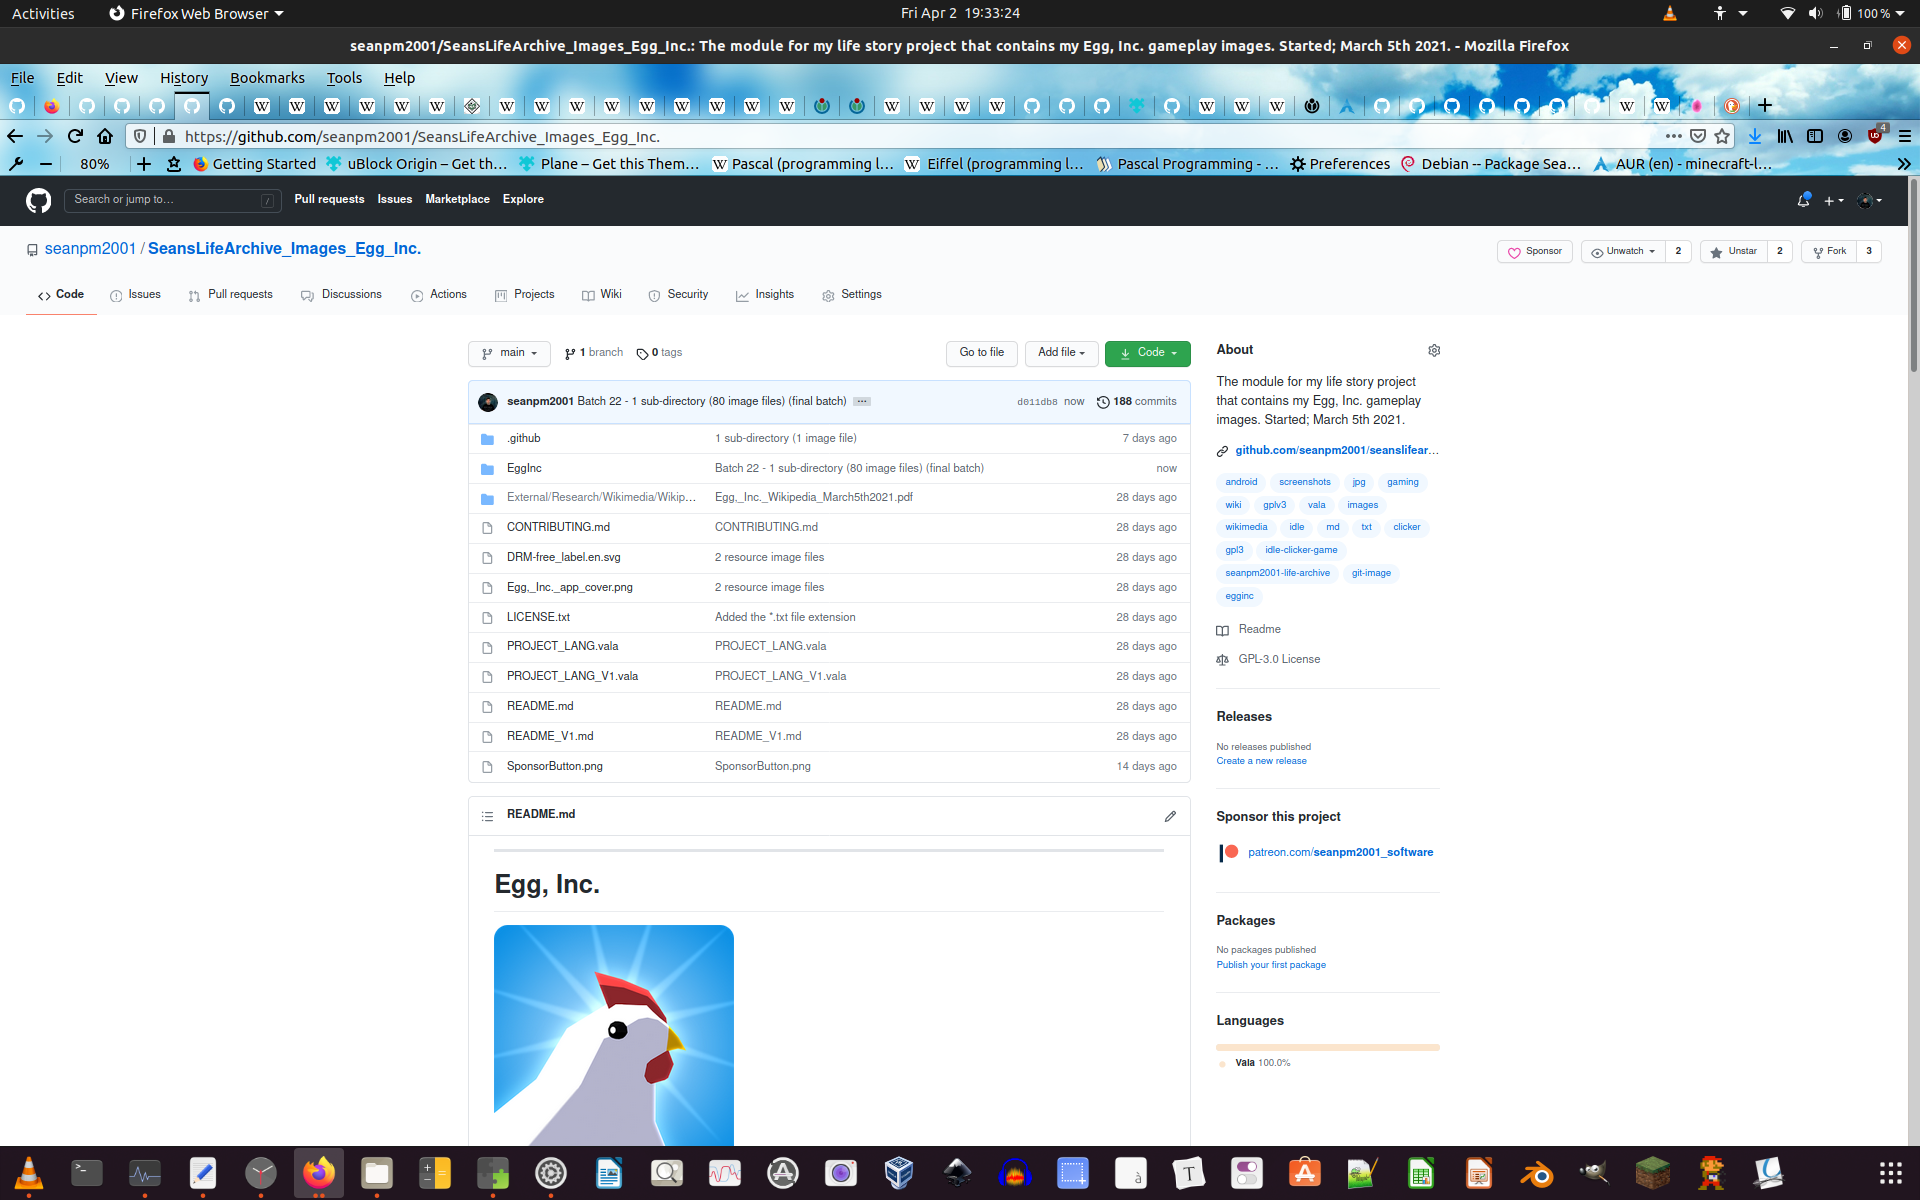 Activities Firefox Web Browser Fri Apr 2 19:33:24 100 %
seanpm2001/SeansLifeArchive_Images_Egg_Inc.: The module for my life story project that contains my Egg, Inc. gameplay images. Started; March 5th 2021. - Mozilla Firefox
File Edit View History Bookmarks Tools Help
https://github.com/seanpm2001/SeansLifeArchive_Images_Egg_Inc. 4
80% Getting Started uBlock Origin – Get th… Plane – Get this Them… Pascal (programming l… Eiffel (programming l… Pascal Programming - … Preferences Debian -- Package Sea… AUR (en) - minecraft-l…
Search or jump to… / Pull requests Issues Marketplace Explore
seanpm2001 / SeansLifeArchive_Images_Egg_Inc. Sponsor Unwatch 2 Unstar 2 Fork 3
Code Issues Pull requests Discussions Actions Projects Wiki Security Insights Settings
main 1 branch 0 tags Go to file Add file Code
seanpm2001 Batch 22 - 1 sub-directory (80 image files) (final batch) … d011db8 now 188 commits
.github 1 sub-directory (1 image file) 7 days ago
EggInc Batch 22 - 1 sub-directory (80 image files) (final batch) now
External/Research/Wikimedia/Wikip… Egg,_Inc._Wikipedia_March5th2021.pdf 28 days ago
CONTRIBUTING.md CONTRIBUTING.md 28 days ago
DRM-free_label.en.svg 2 resource image files 28 days ago
Egg,_Inc._app_cover.png 2 resource image files 28 days ago
LICENSE.txt Added the *.txt file extension 28 days ago
PROJECT_LANG.vala PROJECT_LANG.vala 28 days ago
PROJECT_LANG_V1.vala PROJECT_LANG_V1.vala 28 days ago
README.md README.md 28 days ago
README_V1.md README_V1.md 28 days ago
SponsorButton.png SponsorButton.png 14 days ago
README.md
Egg, Inc.
About
The module for my life story project
that contains my Egg, Inc. gameplay
images. Started; March 5th 2021.
github.com/seanpm2001/seanslifear…
android screenshots jpg gaming
wiki gplv3 vala images
wikimedia idle md txt clicker
gpl3 idle-clicker-game
seanpm2001-life-archive git-image
egginc
Readme
GPL-3.0 License
Releases
No releases published
Create a new release
Sponsor this project
patreon.com/seanpm2001_software
Packages
No packages published
Publish your first package
Languages
Vala 100.0%